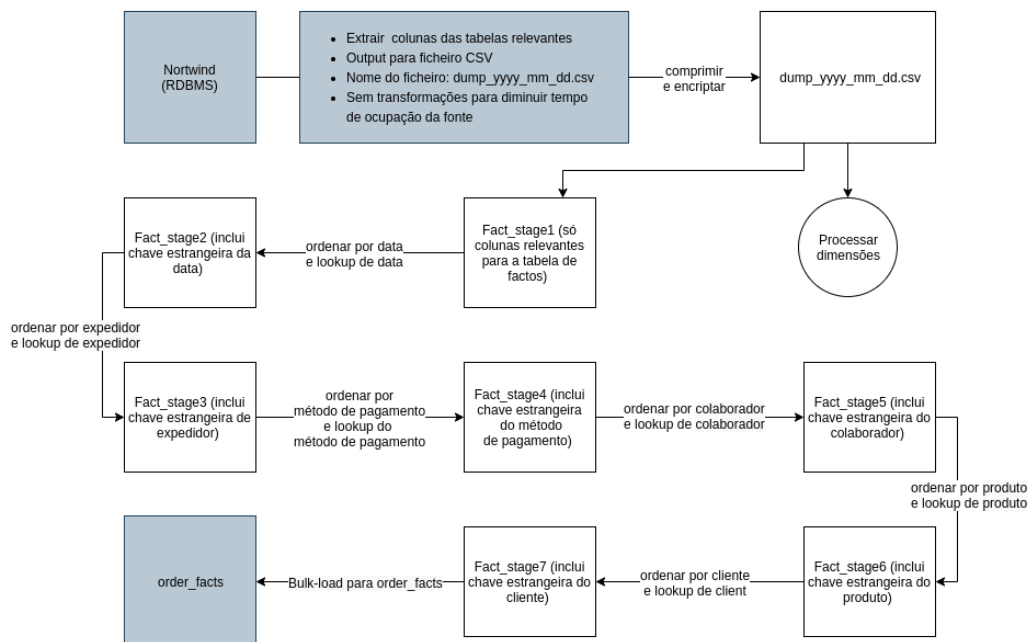 Nortwind
(RDBMS)
Extrair colunas das tabelas relevantes
Output para ficheiro CSV
Nome do ficheiro: dump_yyyy_mm_dd.csv
Sem transformações para diminuir tempo
de ocupação da fonte
comprimir
e encriptar
dump_yyyy_mm_dd.csv
Fact_stage2 (inclui
chave estrangeira da
data)
ordenar por data
e lookup de data
Fact_stage1 (só
colunas relevantes
para a tabela de
factos)
Processar
dimensões
ordenar por expedidor
e lookup de expedidor
Fact_stage3 (inclui
chave estrangeira de
expedidor)
ordenar por
método de pagamento
e lookup do
método de pagamento
Fact_stage4 (inclui
chave estrangeira
do método
de pagamento)
ordenar por colaborador
e lookup de colaborador
Fact_stage5 (inclui
chave estrangeira do
colaborador)
ordenar por produto
e lookup de produto
order_facts
Bulk-load para order_facts
Fact_stage7 (inclui
chave estrangeira do
cliente)
ordenar por cliente
e lookup de client
Fact_stage6 (inclui
chave estrangeira do
produto)